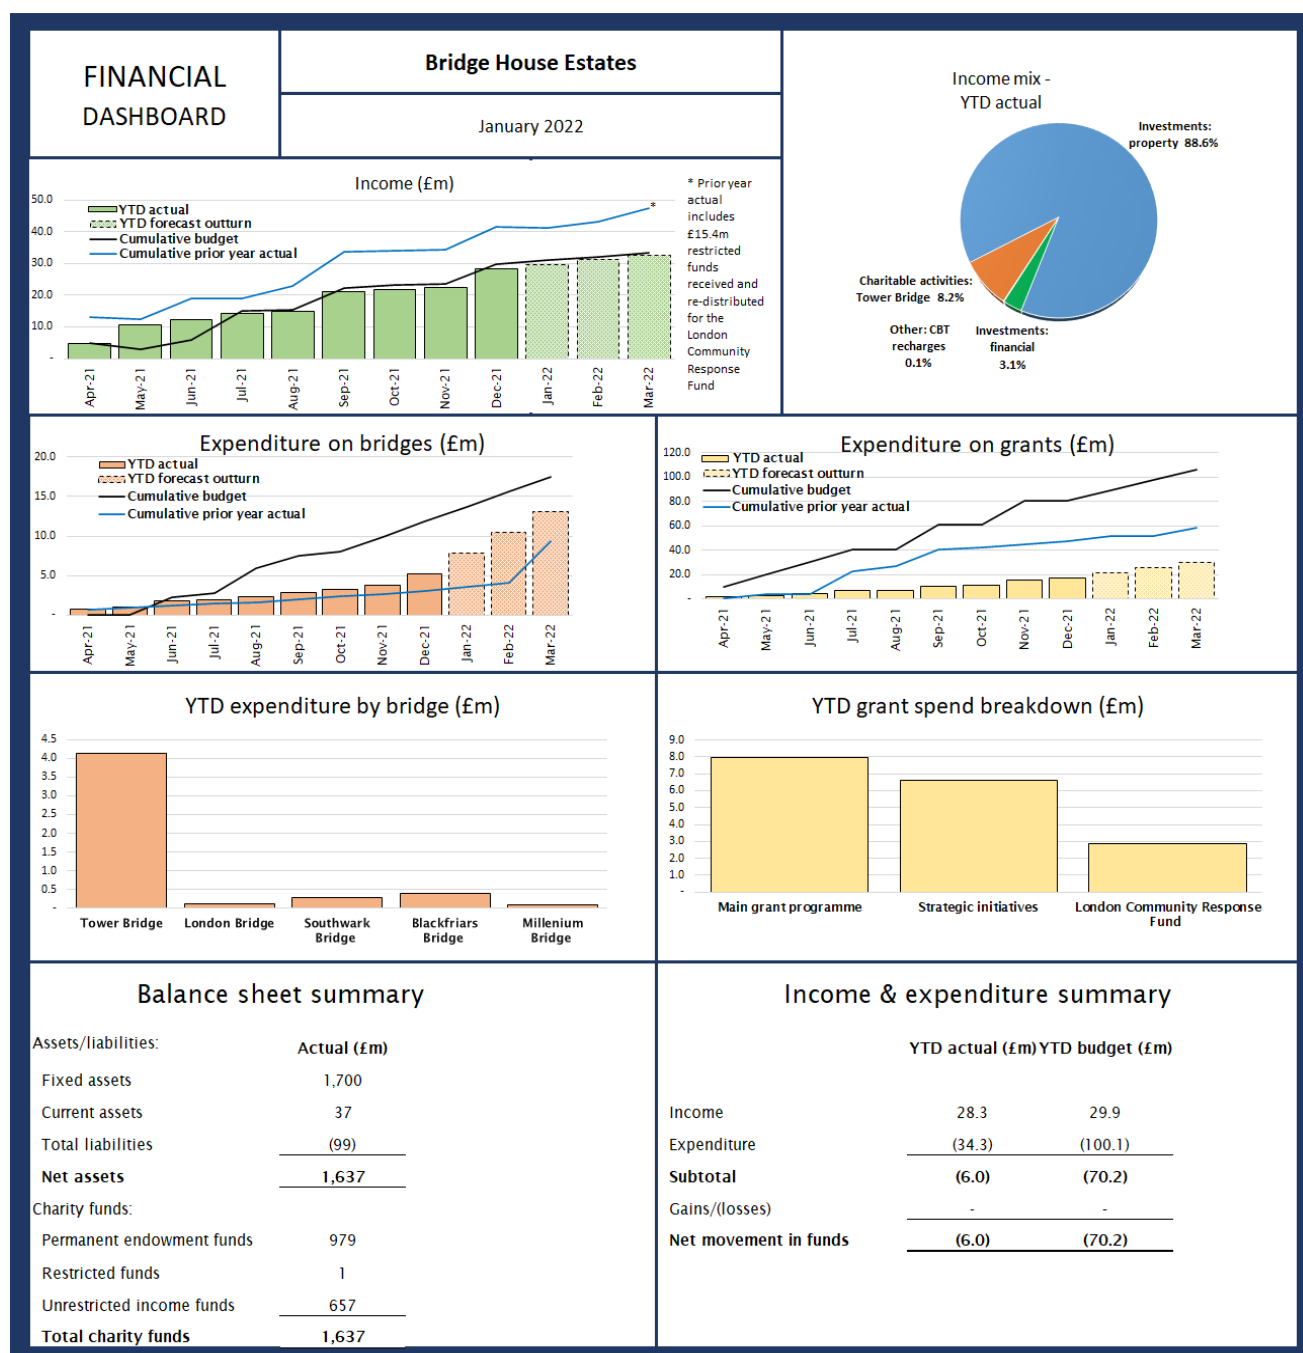 FINANCIAL
DASHBOARD
Bridge House Estates
January 2022
Income mix -
YTD actual
Investments:
property 88.6%
Charitable activities:
Tower Bridge 8.2%
Other: CBT
recharges
0.1%
Investments:
financial
3.1%
Income (£m)
50.0
40.0
30.0
20.0
10.0
-
YTD actual
YTD forecast outturn
Cumulative budget
Cumulative prior year actual
*
Apr-21
May-21
Jun-21
Jul-21
Aug-21
Sep-21
Oct-21
Nov-21
Dec-21
Jan-22
Feb-22
Mar-22
* Prior year
actual
includes
£15.4m
restricted
funds
received and
re-distributed
for the
London
Community
Response
Fund
Expenditure on bridges (£m)
20.0
15.0
10.0
5.0
-
YTD actual
YTD forecast outturn
Cumulative budget
Cumulative prior year actual
Apr-21
May-21
Jun-21
Jul-21
Aug-21
Sep-21
Oct-21
Nov-21
Dec-21
Jan-22
Feb-22
Mar-22
Expenditure on grants (£m)
120.0
100.0
80.0
60.0
40.0
20.0
-
YTD actual
YTD forecast outturn
Cumulative budget
Cumulative prior year actual
Apr-21
May-21
Jun-21
Jul-21
Aug-21
Sep-21
Oct-21
Nov-21
Dec-21
Jan-22
Feb-22
Mar-22
YTD expenditure by bridge (£m)
4.5
4.0
3.5
3.0
2.5
2.0
1.5
1.0
0.5
-
Tower Bridge
London Bridge
Southwark
Bridge
Blackfriars
Bridge
Millenium
Bridge
YTD grant spend breakdown (£m)
9.0
8.0
7.0
6.0
5.0
4.0
3.0
2.0
1.0
-
Main grant programme
Strategic initiatives
London Community Response
Fund
Balance sheet summary
Assets/liabilities: Actual (£m)
Fixed assets 1,700
Current assets 37
Total liabilities (99)
Net assets 1,637
Charity funds:
Permanent endowment funds 979
Restricted funds 1
Unrestricted income funds 657
Total charity funds 1,637
Income & expenditure summary
YTD actual (£m) YTD budget (£m)
Income 28.3 29.9
Expenditure (34.3) (100.1)
Subtotal (6.0) (70.2)
Gains/(losses) - -
Net movement in funds (6.0) (70.2)